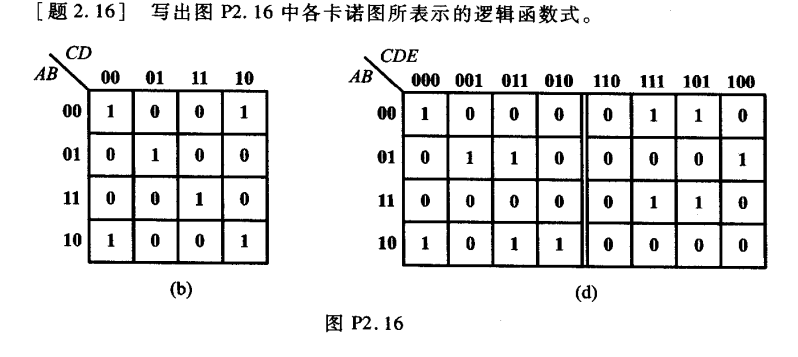 [题 2.16] 写出图 P2.16 中各卡诺图所表示的逻辑函数式。
CD
AB 00 01 11 10
00 1 0 0 1
01 0 1 0 0
11 0 0 1 0
10 1 0 0 1
(b)
CDE
AB 000 001 011 010 110 111 101 100
00 1 0 0 0 0 1 1 0
01 0 1 1 0 0 0 0 1
11 0 0 0 0 0 1 1 0
10 1 0 1 1 0 0 0 0
(d)
图 P2.16